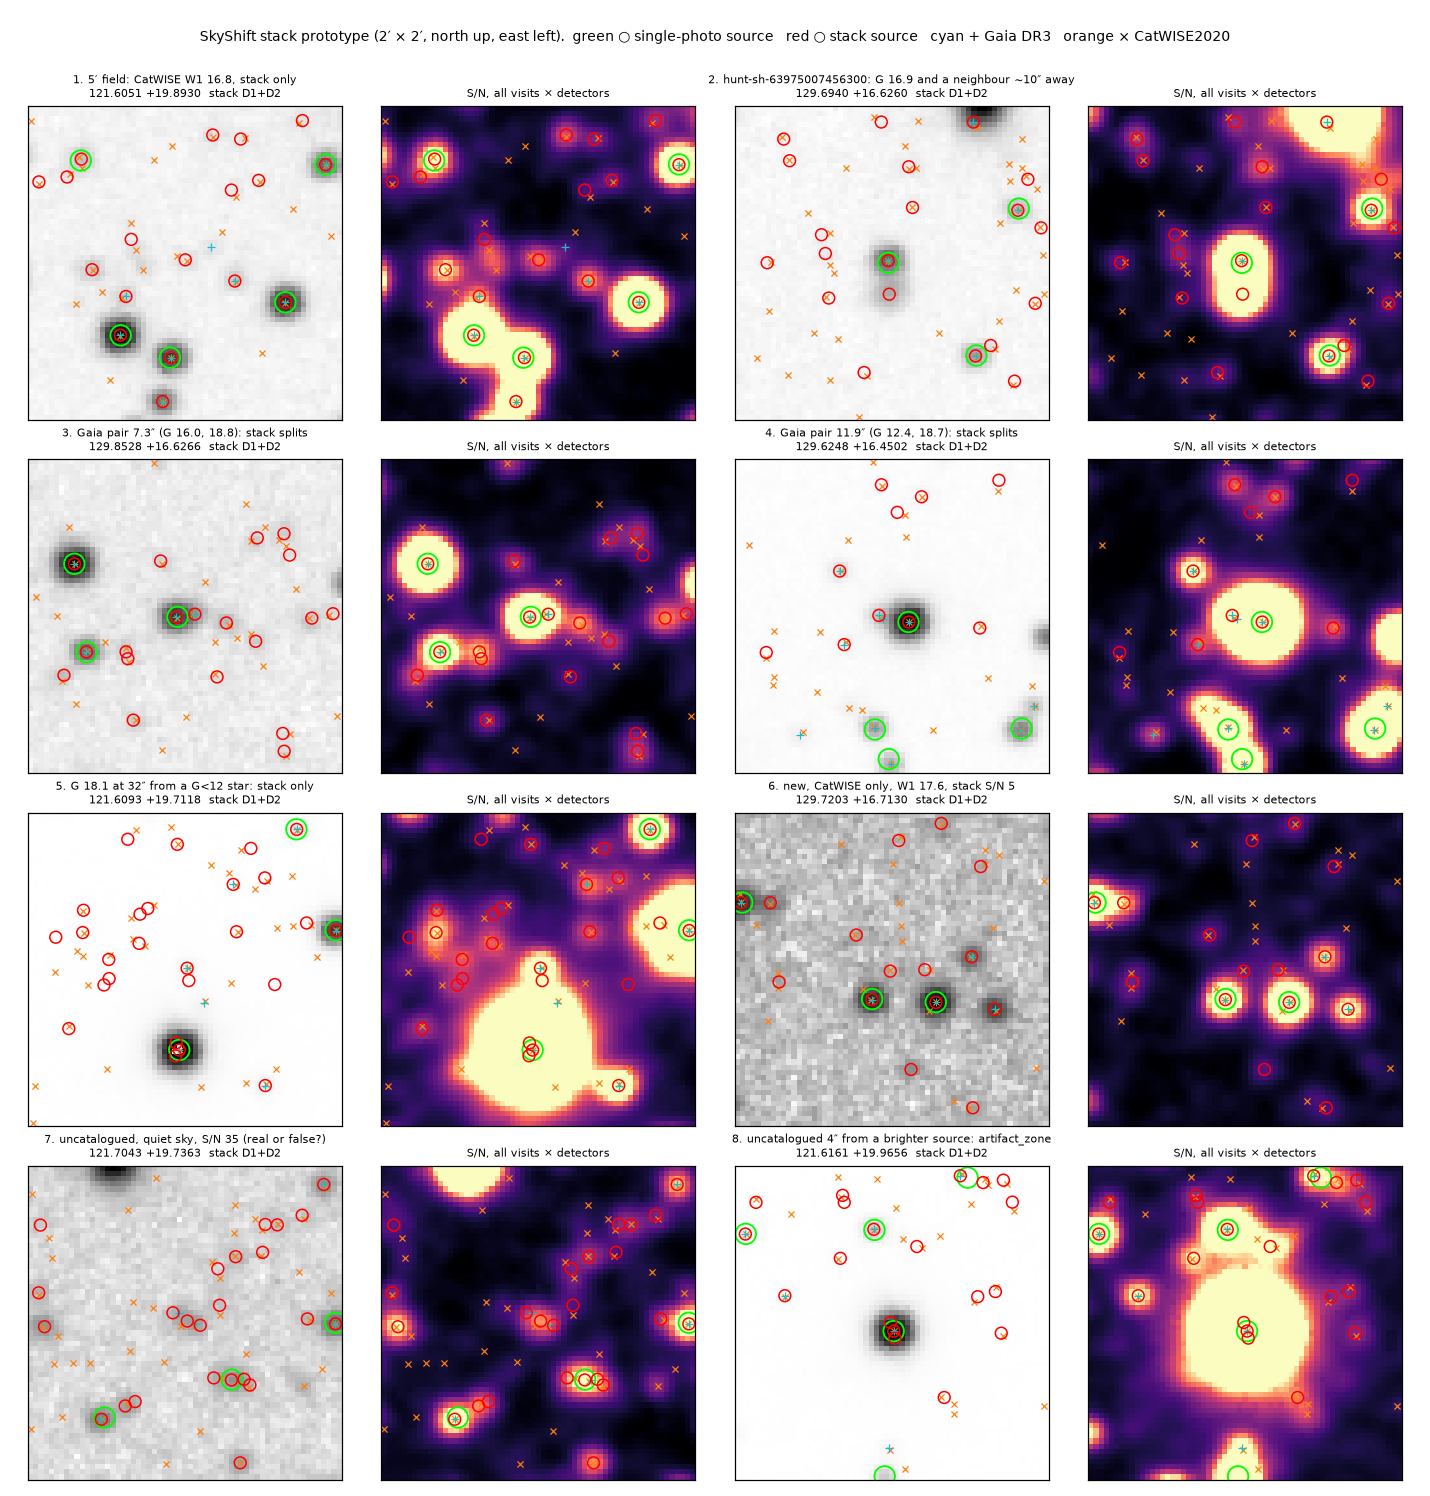 SkyShift stack prototype (2′ × 2′, north up, east left). green ○ single-photo source red ○ stack source cyan + Gaia DR3 orange × CatWISE2020
1. 5′ field: CatWISE W1 16.8, stack only
121.6051 +19.8930 stack D1+D2
S/N, all visits × detectors
2. hunt-sh-63975007456300: G 16.9 and a neighbour ~10″ away
129.6940 +16.6260 stack D1+D2
S/N, all visits × detectors
3. Gaia pair 7.3″ (G 16.0, 18.8): stack splits
129.8528 +16.6266 stack D1+D2
S/N, all visits × detectors
4. Gaia pair 11.9″ (G 12.4, 18.7): stack splits
129.6248 +16.4502 stack D1+D2
S/N, all visits × detectors
5. G 18.1 at 32″ from a G<12 star: stack only
121.6093 +19.7118 stack D1+D2
S/N, all visits × detectors
6. new, CatWISE only, W1 17.6, stack S/N 5
129.7203 +16.7130 stack D1+D2
S/N, all visits × detectors
7. uncatalogued, quiet sky, S/N 35 (real or false?)
121.7043 +19.7363 stack D1+D2
S/N, all visits × detectors
8. uncatalogued 4″ from a brighter source: artifact_zone
121.6161 +19.9656 stack D1+D2
S/N, all visits × detectors